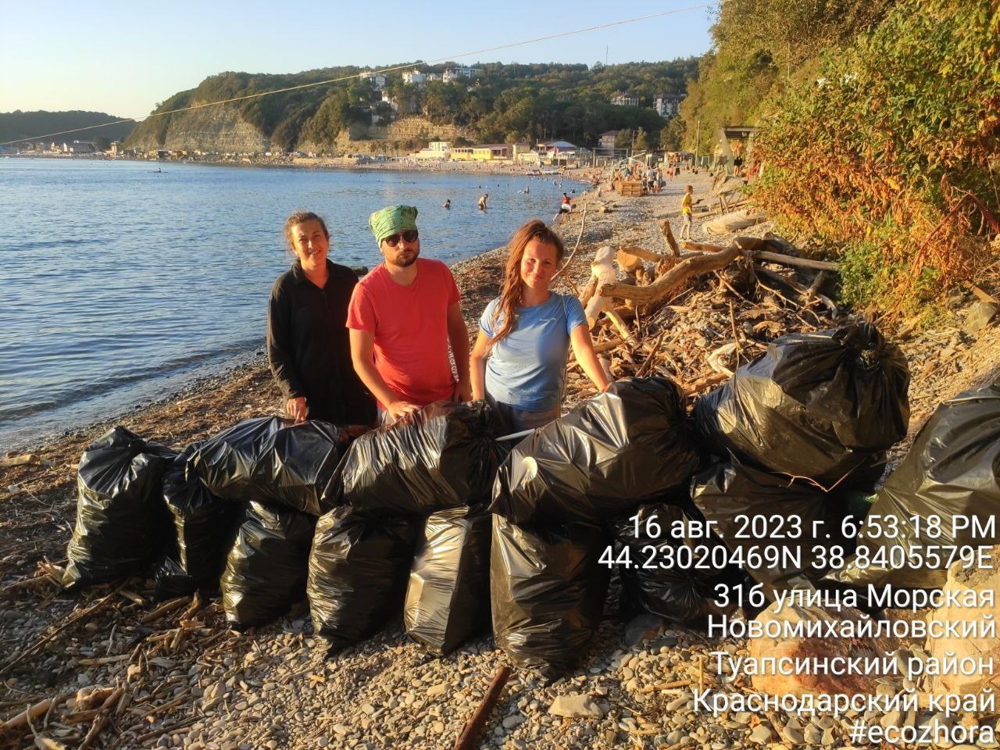 16 авг. 2023 г. 6:53:18 PM
44.23020469N 38.8405579E
31б улица Морская
Новомихайловский
Туапсинский район
Краснодарский край
#ecozhora